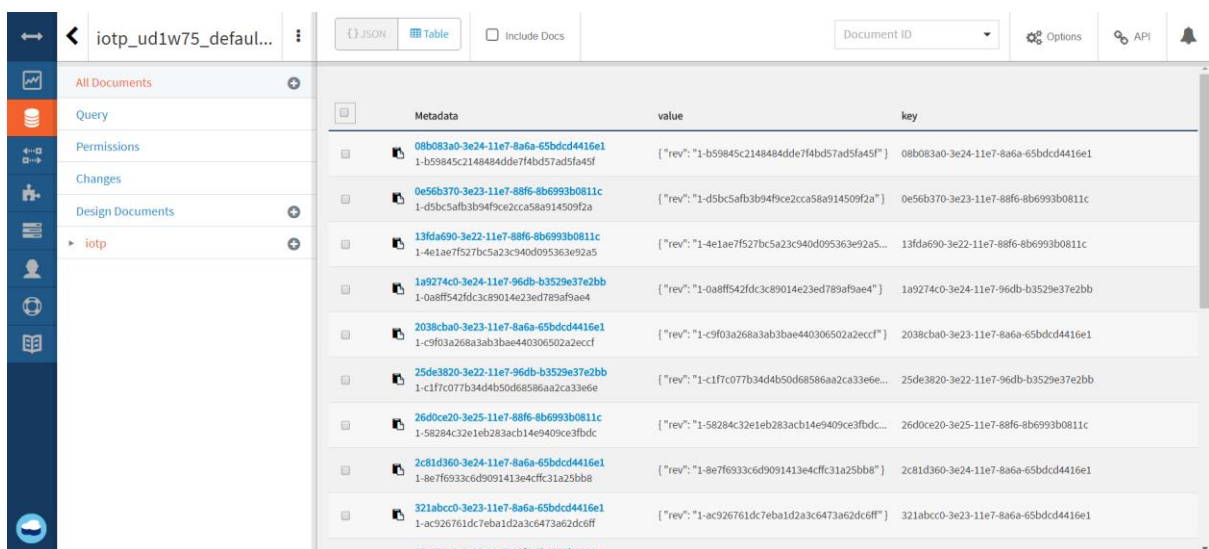 iotp_ud1w75_defaul...
{ } JSON
Table
Include Docs
Document ID
Options
API
All Documents
Query
Permissions
Changes
Design Documents
iotp
Metadata value key
08b083a0-3e24-11e7-8a6a-65bdcd4416e1
1-b59845c2148484dde7f4bd57ad5fa45f
{ "rev": "1-b59845c2148484dde7f4bd57ad5fa45f" }
08b083a0-3e24-11e7-8a6a-65bdcd4416e1
0e56b370-3e23-11e7-88f6-8b6993b0811c
1-d5bc5afb3b94f9ce2cca58a914509f2a
{ "rev": "1-d5bc5afb3b94f9ce2cca58a914509f2a" }
0e56b370-3e23-11e7-88f6-8b6993b0811c
13fda690-3e22-11e7-88f6-8b6993b0811c
1-4e1ae7f527bc5a23c940d095363e92a5
{ "rev": "1-4e1ae7f527bc5a23c940d095363e92a5...
13fda690-3e22-11e7-88f6-8b6993b0811c
1a9274c0-3e24-11e7-96db-b3529e37e2bb
1-0a8ff542fdc3c89014e23ed789af9ae4
{ "rev": "1-0a8ff542fdc3c89014e23ed789af9ae4" }
1a9274c0-3e24-11e7-96db-b3529e37e2bb
2038cba0-3e23-11e7-8a6a-65bdcd4416e1
1-c9f03a268a3ab3bae440306502a2eccf
{ "rev": "1-c9f03a268a3ab3bae440306502a2eccf" }
2038cba0-3e23-11e7-8a6a-65bdcd4416e1
25de3820-3e22-11e7-96db-b3529e37e2bb
1-c1f7c077b34d4b50d68586aa2ca33e6e
{ "rev": "1-c1f7c077b34d4b50d68586aa2ca33e6e...
25de3820-3e22-11e7-96db-b3529e37e2bb
26d0ce20-3e25-11e7-88f6-8b6993b0811c
1-58284c32e1eb283acb14e9409ce3fbdc
{ "rev": "1-58284c32e1eb283acb14e9409ce3fbdc...
26d0ce20-3e25-11e7-88f6-8b6993b0811c
2c81d360-3e24-11e7-8a6a-65bdcd4416e1
1-8e7f6933c6d9091413e4cffc31a25bb8
{ "rev": "1-8e7f6933c6d9091413e4cffc31a25bb8" }
2c81d360-3e24-11e7-8a6a-65bdcd4416e1
321abcc0-3e23-11e7-8a6a-65bdcd4416e1
1-ac926761dc7eba1d2a3c6473a62dc6ff
{ "rev": "1-ac926761dc7eba1d2a3c6473a62dc6ff" }
321abcc0-3e23-11e7-8a6a-65bdcd4416e1